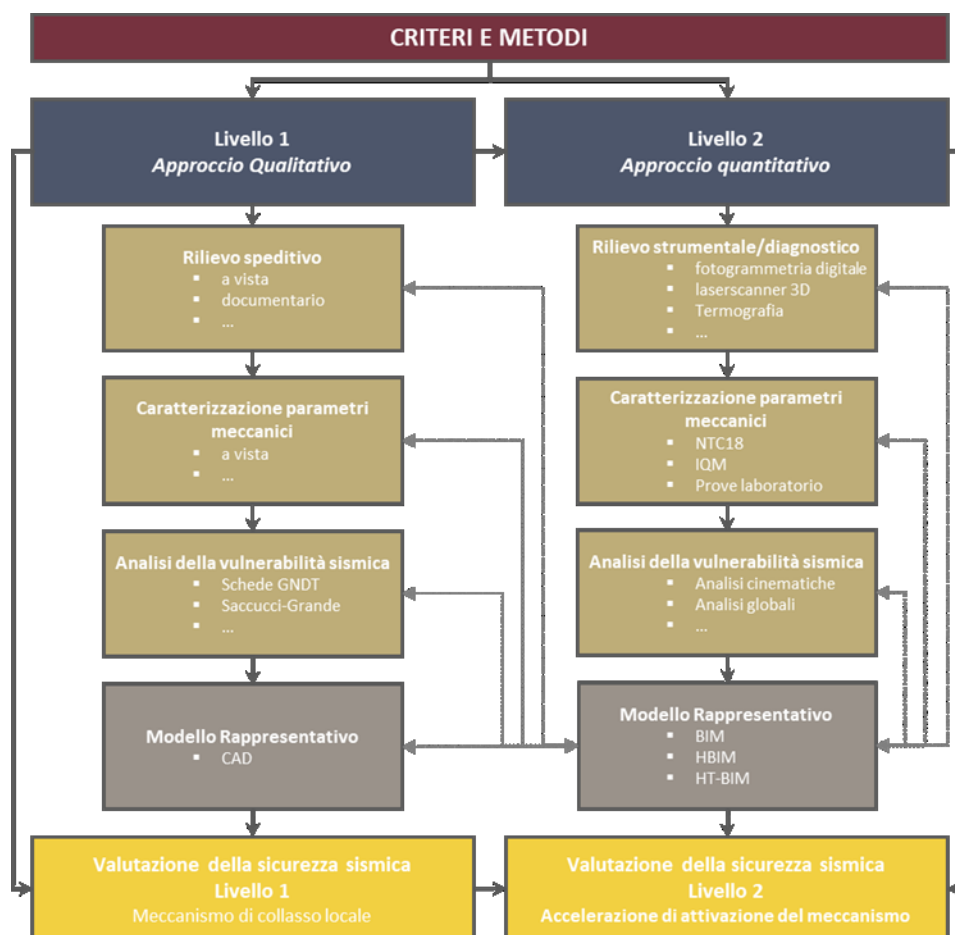 CRITERI E METODI
Livello 1
Approccio Qualitativo
Livello 2
Approccio quantitativo
Rilievo speditivo
▪ a vista
▪ documentario
▪ ...
Rilievo strumentale/diagnostico
▪ fotogrammetria digitale
▪ laserscanner 3D
▪ Termografia
▪ ...
Caratterizzazione parametri
meccanici
▪ a vista
▪ ...
Caratterizzazione parametri
meccanici
▪ NTC18
▪ IQM
▪ Prove laboratorio
Analisi della vulnerabilità sismica
▪ Schede GNDT
▪ Saccucci-Grande
▪ ...
Analisi della vulnerabilità sismica
▪ Analisi cinematiche
▪ Analisi globali
▪ ...
Modello Rappresentativo
▪ CAD
Modello Rappresentativo
▪ BIM
▪ HBIM
▪ HT-BIM
Valutazione della sicurezza sismica
Livello 1
Meccanismo di collasso locale
Valutazione della sicurezza sismica
Livello 2
Accelerazione di attivazione del meccanismo